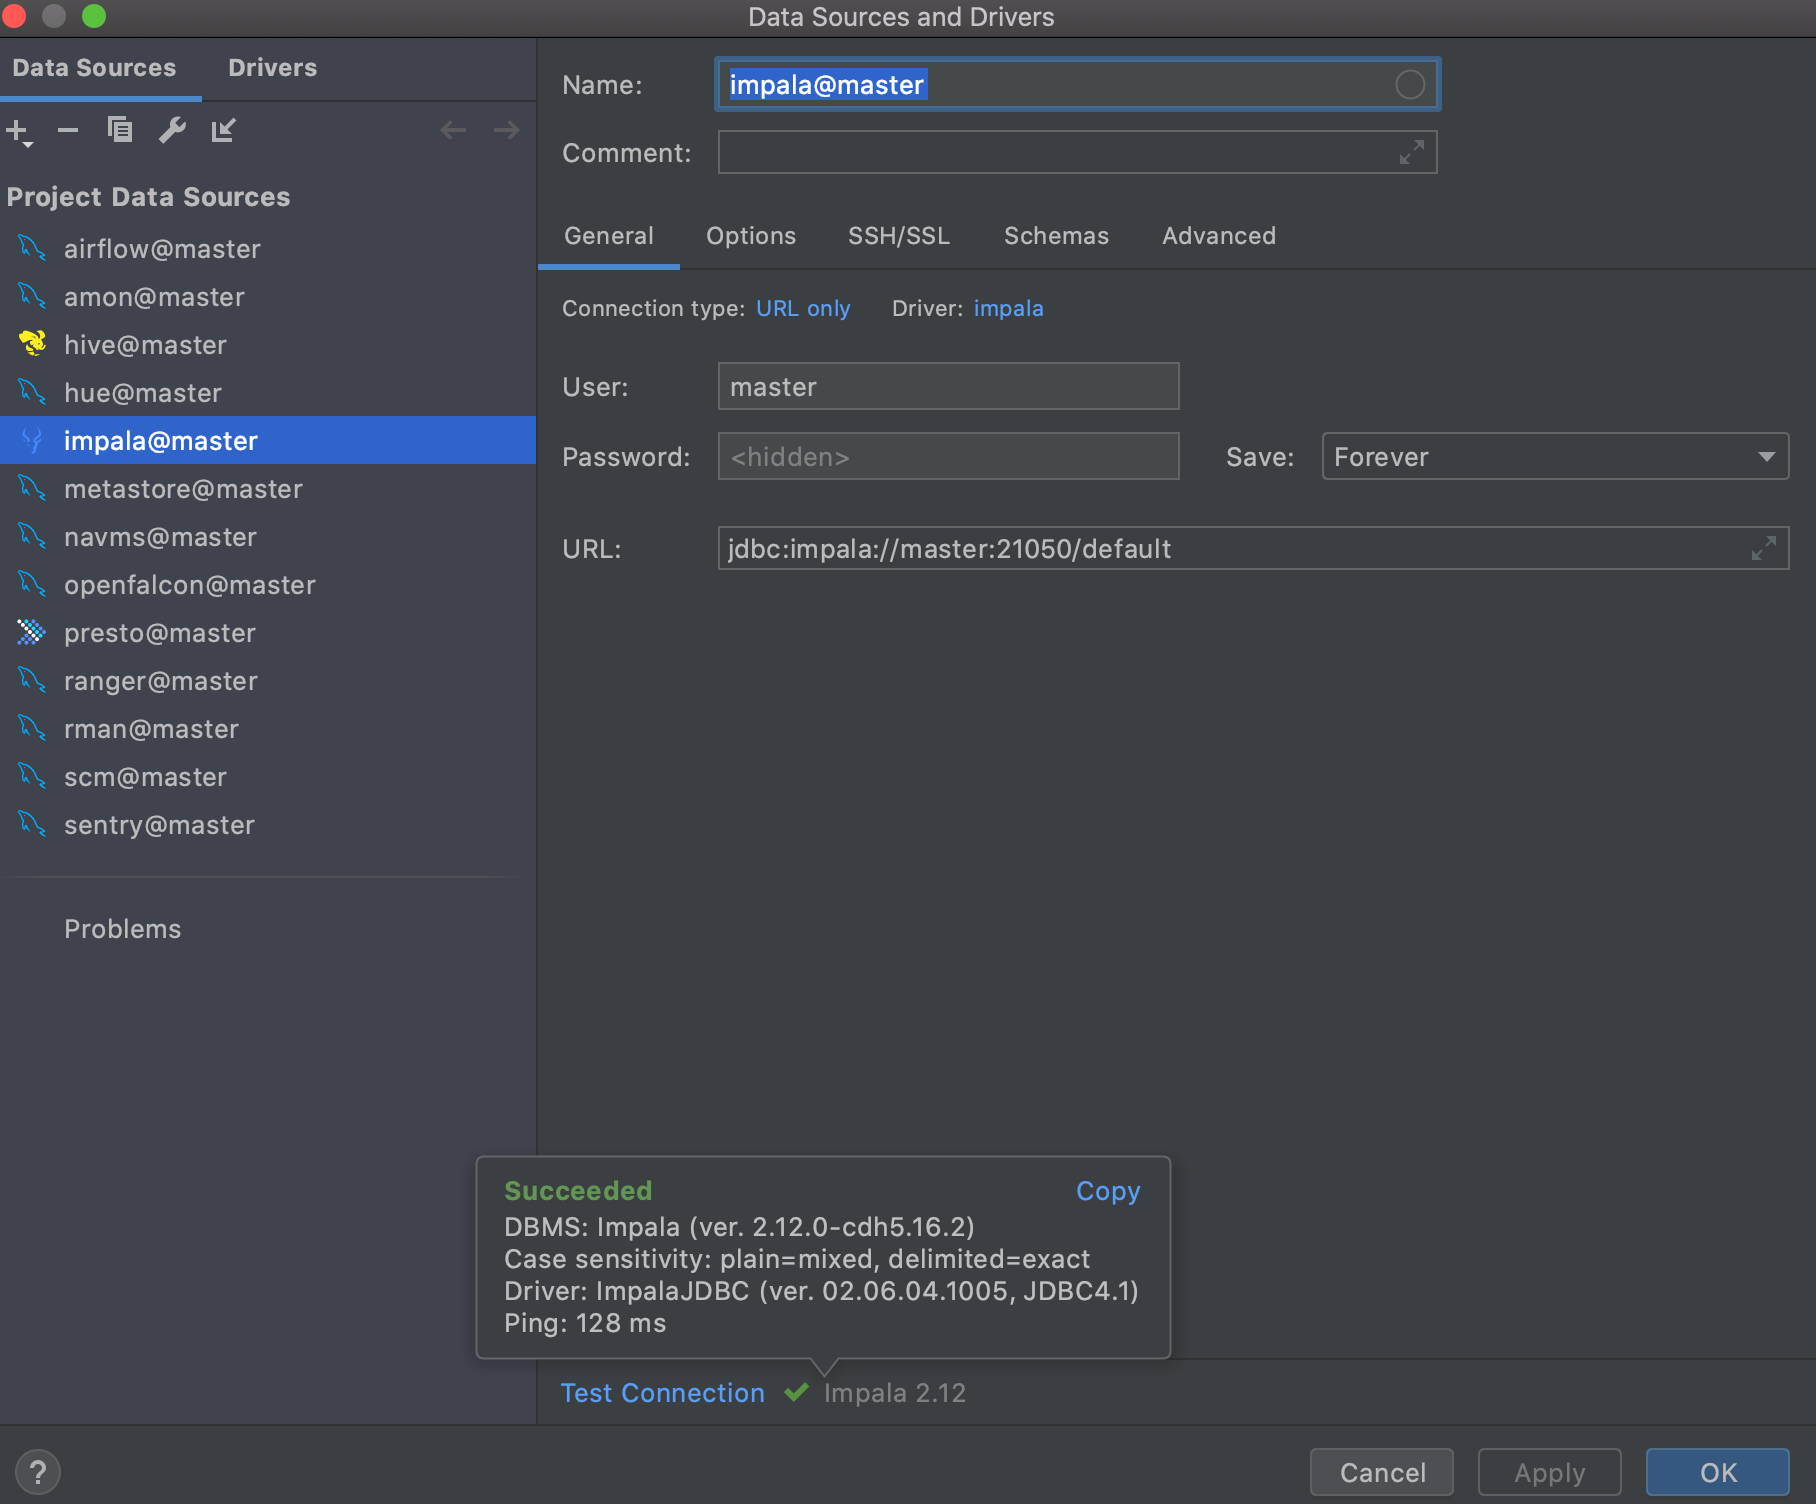 Data Sources and Drivers
Data Sources
Drivers
Project Data Sources
airflow@master
amon@master
hive@master
hue@master
impala@master
metastore@master
navms@master
openfalcon@master
presto@master
ranger@master
rman@master
scm@master
sentry@master
Problems
Name: impala@master
Comment:
General Options SSH/SSL Schemas Advanced
Connection type: URL only Driver: impala
User: master
Password: <hidden> Save: Forever
URL: jdbc:impala://master:21050/default
Succeeded Copy
DBMS: Impala (ver. 2.12.0-cdh5.16.2)
Case sensitivity: plain=mixed, delimited=exact
Driver: ImpalaJDBC (ver. 02.06.04.1005, JDBC4.1)
Ping: 128 ms
Test Connection Impala 2.12
? Cancel Apply OK